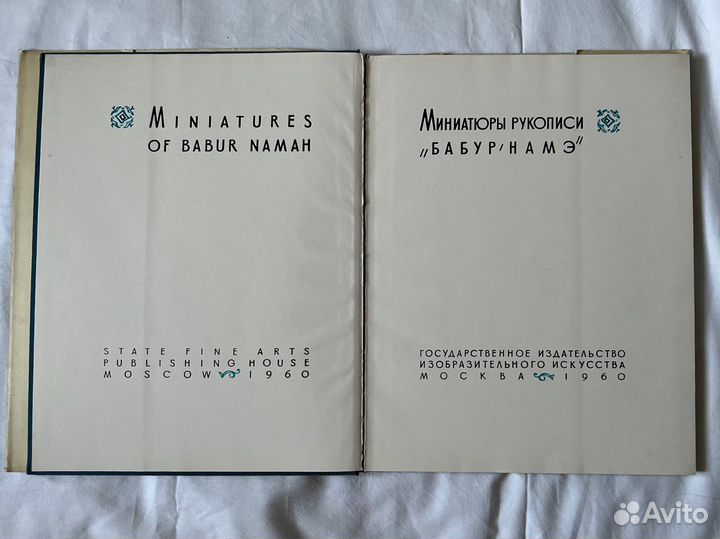 MINIATURES
OF BABUR NAMAH
STATE FINE ARTS
PUBLISHING HOUSE
MOSCOW 1960
МИНИАТЮРЫ РУКОПИСИ
"БАБУР-НАМЭ"
ГОСУДАРСТВЕННОЕ ИЗДАТЕЛЬСТВО
ИЗОБРАЗИТЕЛЬНОГО ИСКУССТВА
МОСКВА 1960
Avito